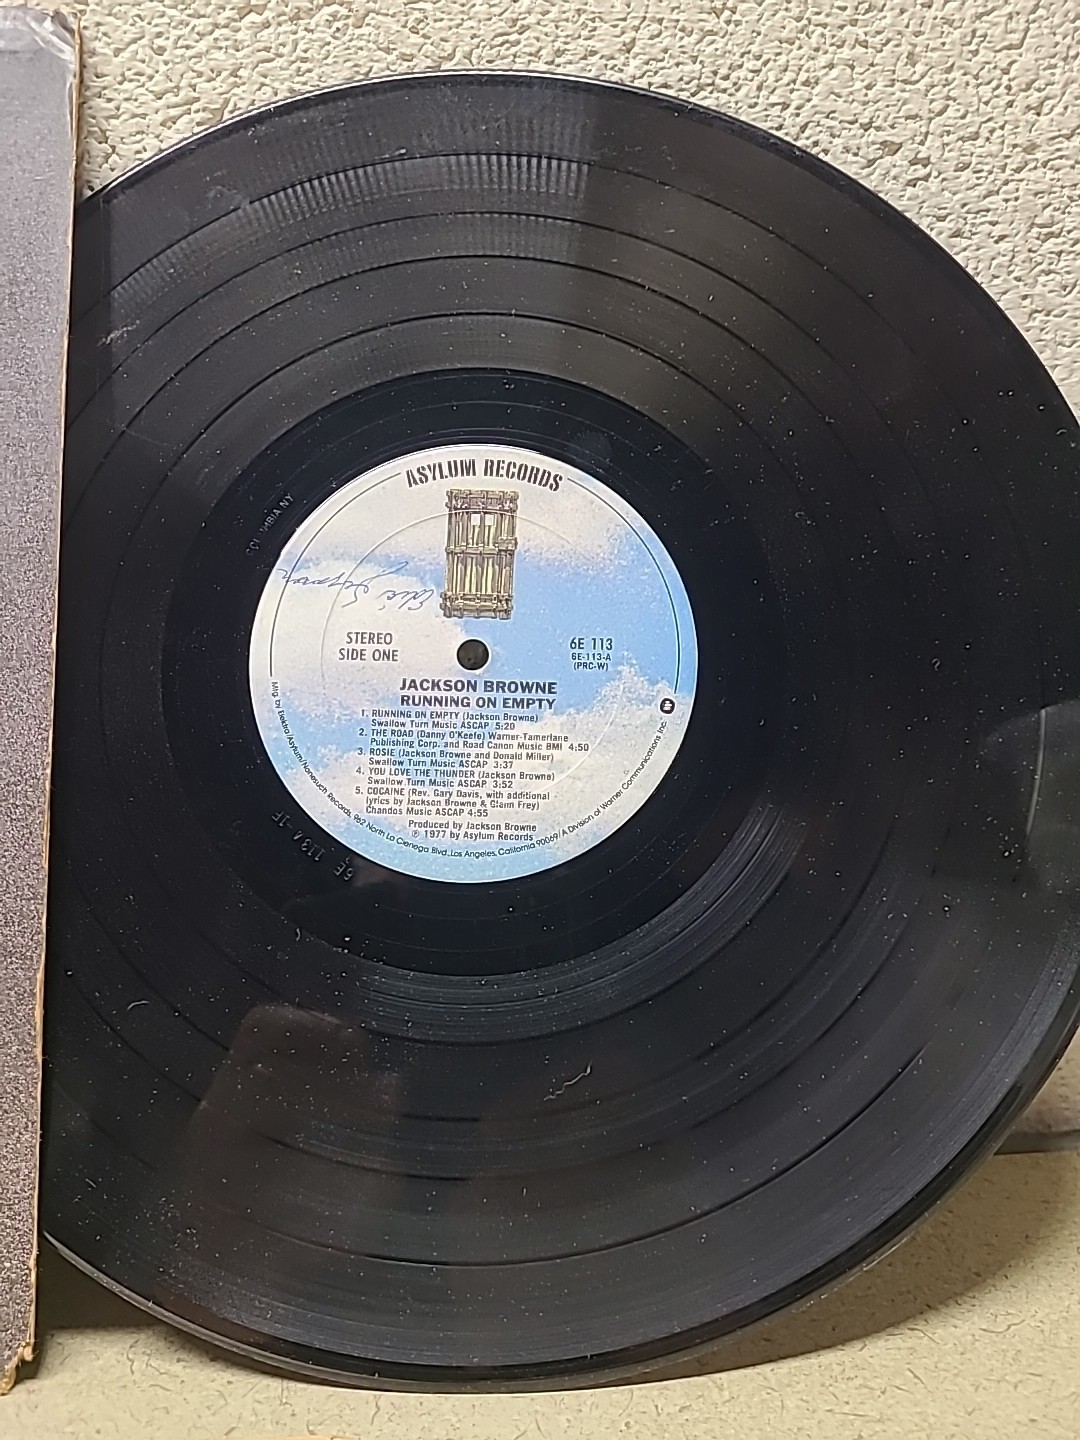 ASYLUM RECORDS
STEREO
SIDE ONE
6E 113
6E-113-A
(PRC-W)
JACKSON BROWNE
RUNNING ON EMPTY
1. RUNNING ON EMPTY (Jackson Browne)
Swallow Turn Music ASCAP 5:20
2. THE ROAD (Danny O'Keefe) Warner-Tamerlane
Publishing Corp. and Road Canon Music BMI 4:50
3. ROSIE (Jackson Browne and Donald Miller)
Swallow Turn Music ASCAP 3:37
4. YOU LOVE THE THUNDER (Jackson Browne)
Swallow Turn Music ASCAP 3:52
5. COCAINE (Rev. Gary Davis, with additional
lyrics by Jackson Browne & Glenn Frey)
Chandos Music ASCAP 4:55
Produced by Jackson Browne
℗ 1977 by Asylum Records
Mfg. by Elektra/Asylum/Nonesuch Records, 962 North La Cienega Blvd., Los Angeles, California 90069/A Division of Warner Communications Inc.